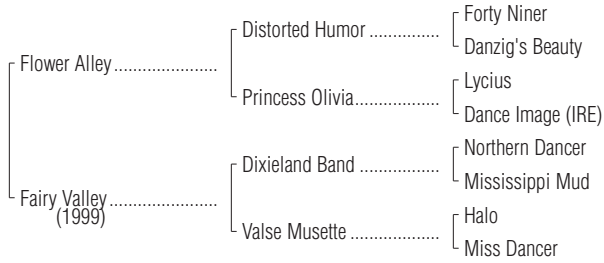 Forty Niner
Distorted Humor ................
Danzig's Beauty
Flower Alley .....................
Lycius
Princess Olivia ...................
Dance Image (IRE)
Northern Dancer
Dixieland Band ..................
Mississippi Mud
Fairy Valley ......................
(1999)
Halo
Valse Musette ....................
Miss Dancer